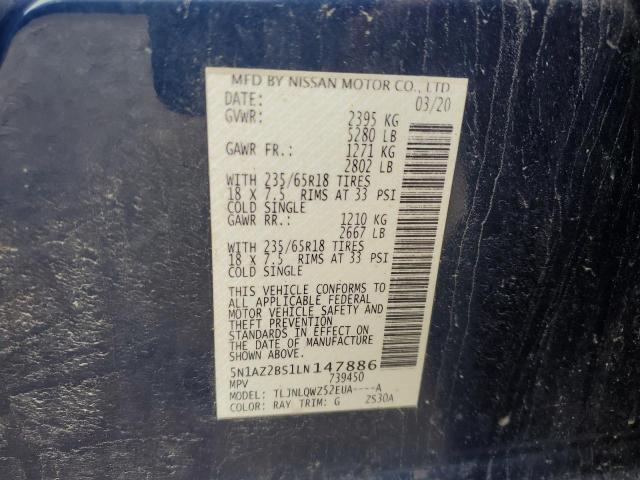 MFD BY NISSAN MOTOR CO., LTD
DATE: 03/20
GVWR: 2395 KG
5280 LB
GAWR FR.: 1271 KG
2802 LB
WITH 235/65R18 TIRES
18 X 7.5 RIMS AT 33 PSI
COLD SINGLE
GAWR RR.: 1210 KG
2667 LB
WITH 235/65R18 TIRES
18 X 7.5 RIMS AT 33 PSI
COLD SINGLE
THIS VEHICLE CONFORMS TO
ALL APPLICABLE FEDERAL
MOTOR VEHICLE SAFETY AND
THEFT PREVENTION
STANDARDS IN EFFECT ON
THE DATE OF MANUFACTURE
SHOWN ABOVE.
5N1AZ2BS1LN147886
MPV 739450
MODEL: TLJNLQWZ52EUA----A
COLOR: RAY TRIM: G ZS30A